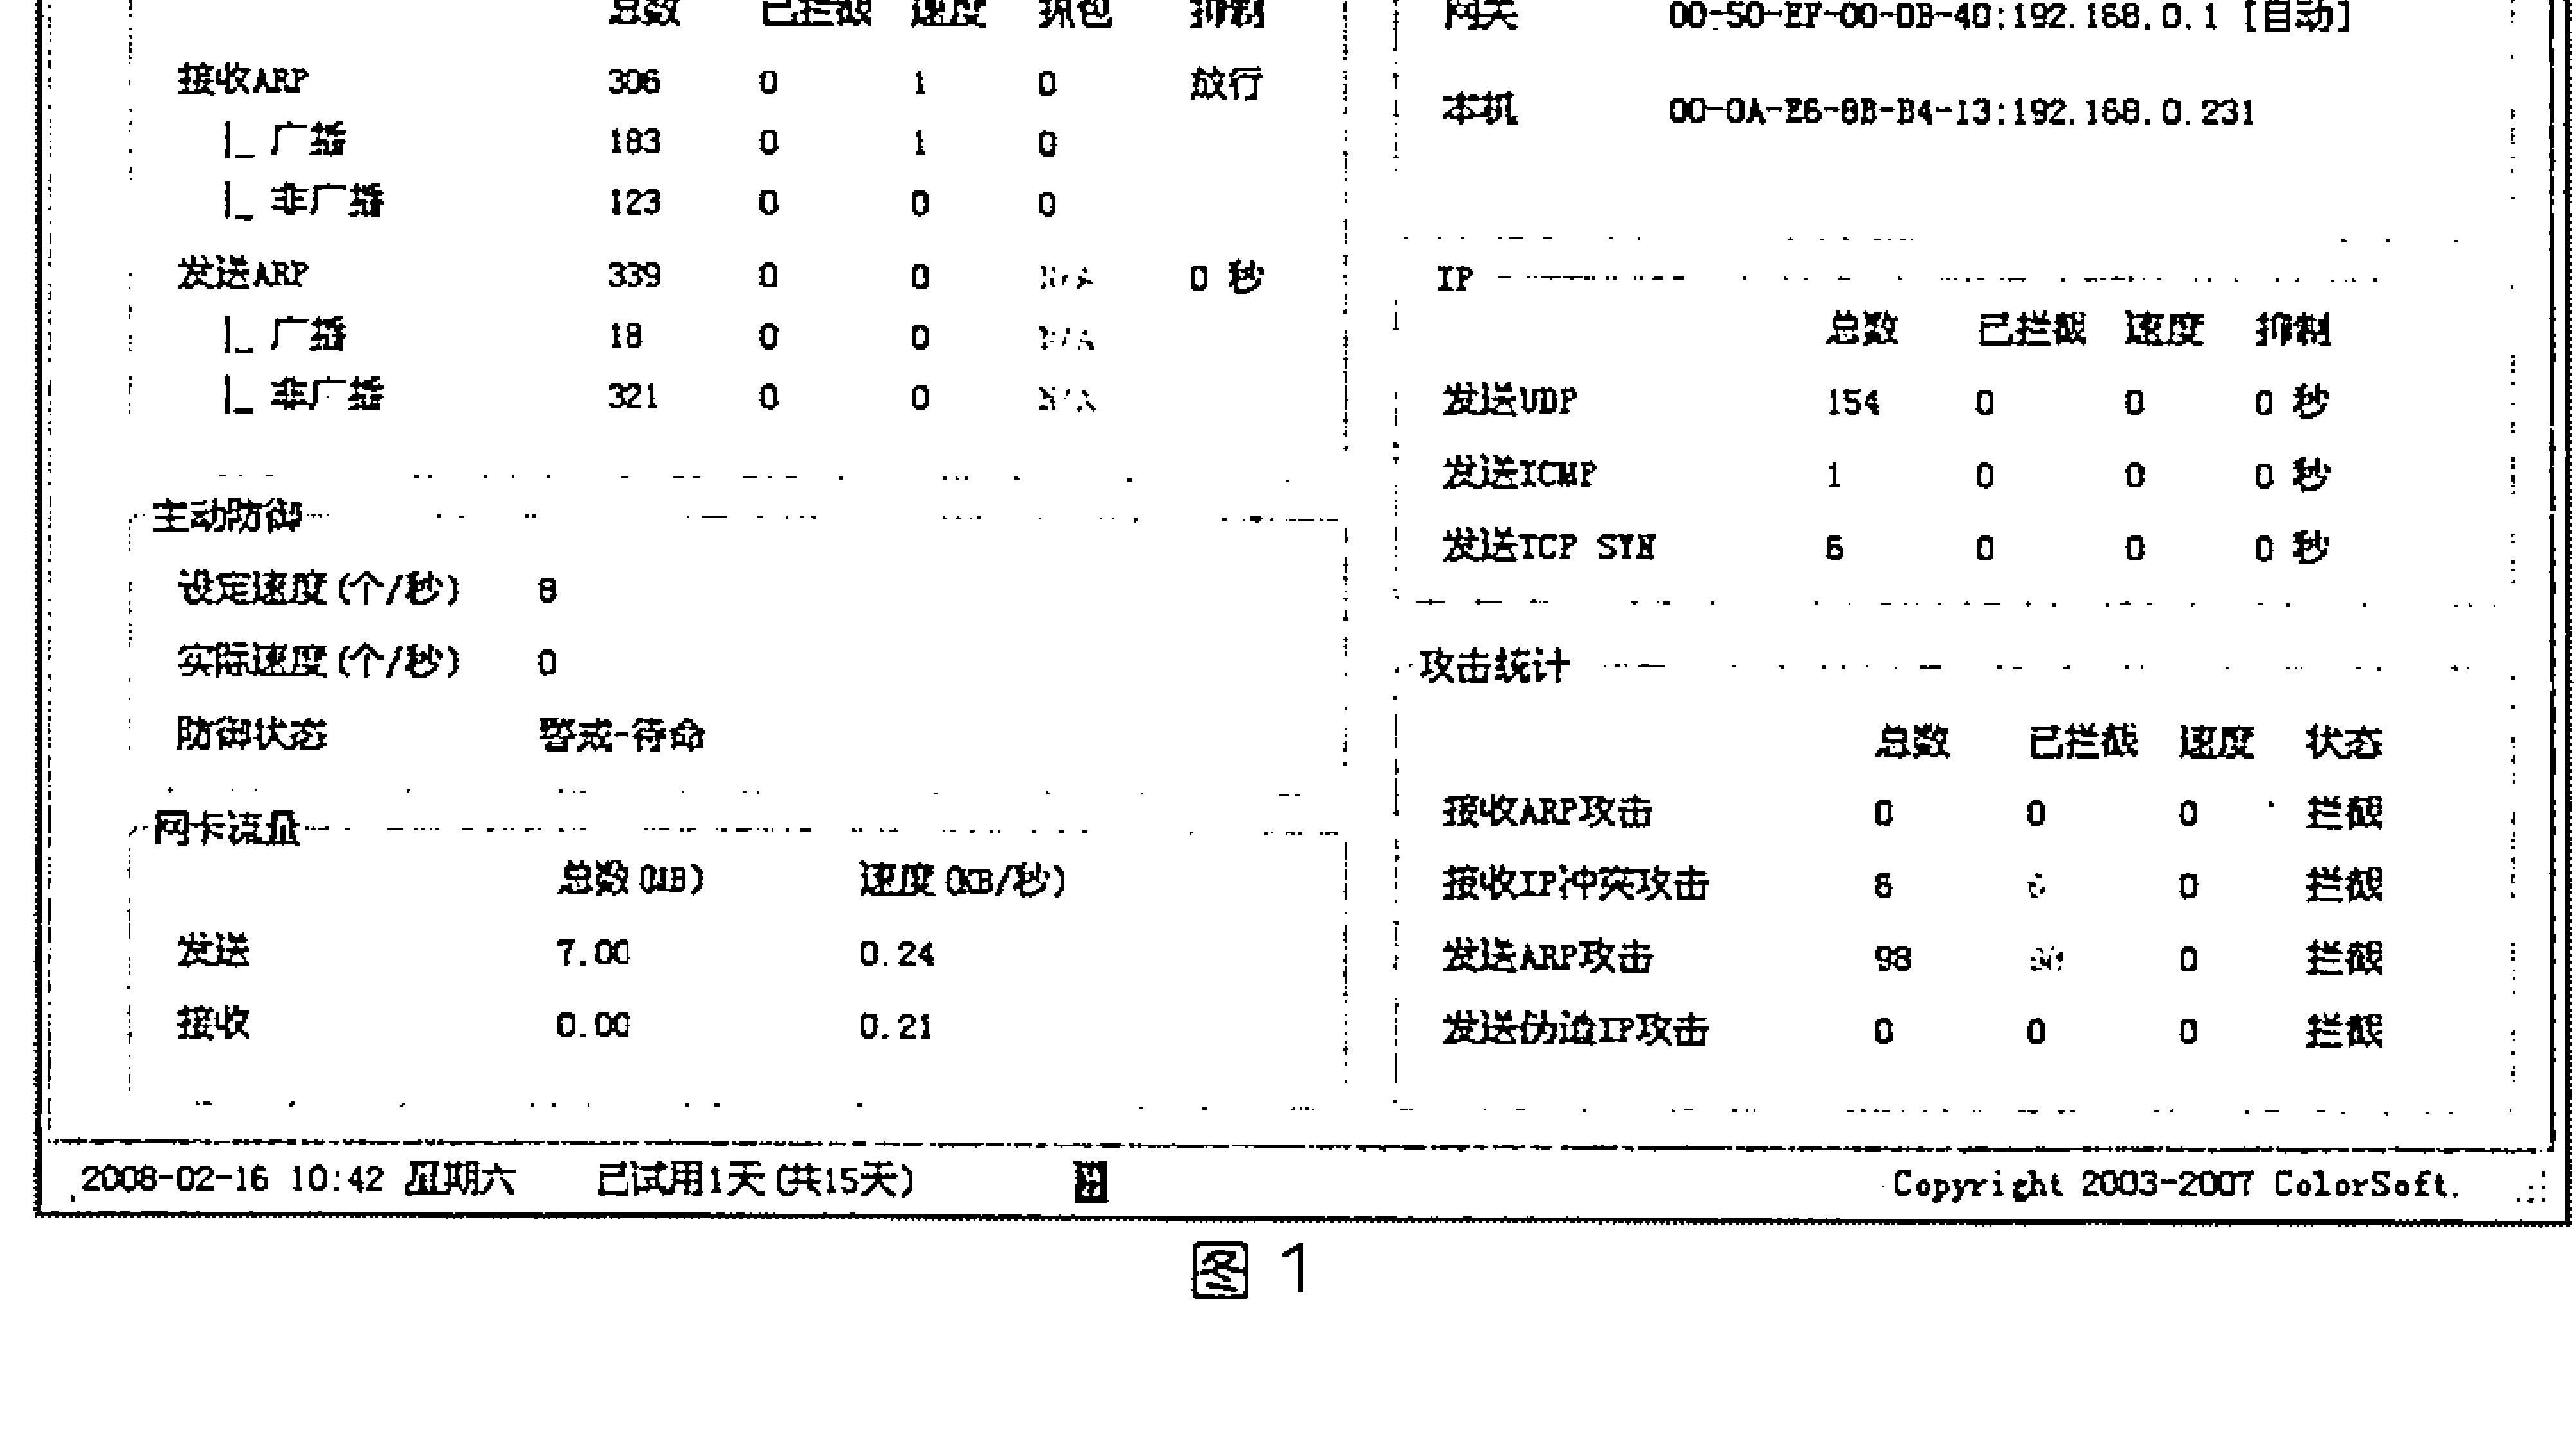 总数 已拦截 速度 抓包 抑制
接收ARP 306 0 1 0 放行
|_ 广播 183 0 1 0
|_ 非广播 123 0 0 0
发送ARP 339 0 0 N/A 0 秒
|_ 广播 18 0 0 N/A
|_ 非广播 321 0 0 N/A
主动防御
设定速度(个/秒) 8
实际速度(个/秒) 0
防御状态 警戒-待命
网卡流量
总数(MB) 速度(KB/秒)
发送 7.00 0.24
接收 0.00 0.21
网关 00-50-EF-00-0B-40:192.168.0.1 [自动]
本机 00-0A-E6-8B-B4-13:192.168.0.231
IP
总数 已拦截 速度 抑制
发送UDP 154 0 0 0 秒
发送ICMP 1 0 0 0 秒
发送TCP SYN 6 0 0 0 秒
攻击统计
总数 已拦截 速度 状态
接收ARP攻击 0 0 0 拦截
接收IP冲突攻击 6 0 拦截
发送ARP攻击 98 0 拦截
发送伪造IP攻击 0 0 0 拦截
2008-02-16 10:42 星期六 已试用1天(共15天) Copyright 2003-2007 ColorSoft.
图 1